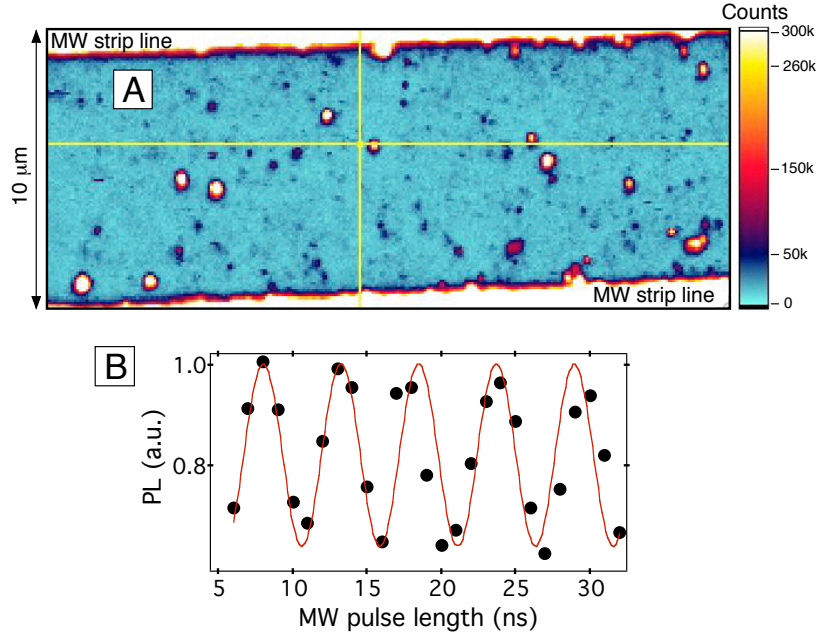 Counts
MW strip line
300k
260k
A
10 μm
150k
50k
MW strip line
0
B
1.0
0.8
PL (a.u.)
5 10 15 20 25 30
MW pulse length (ns)